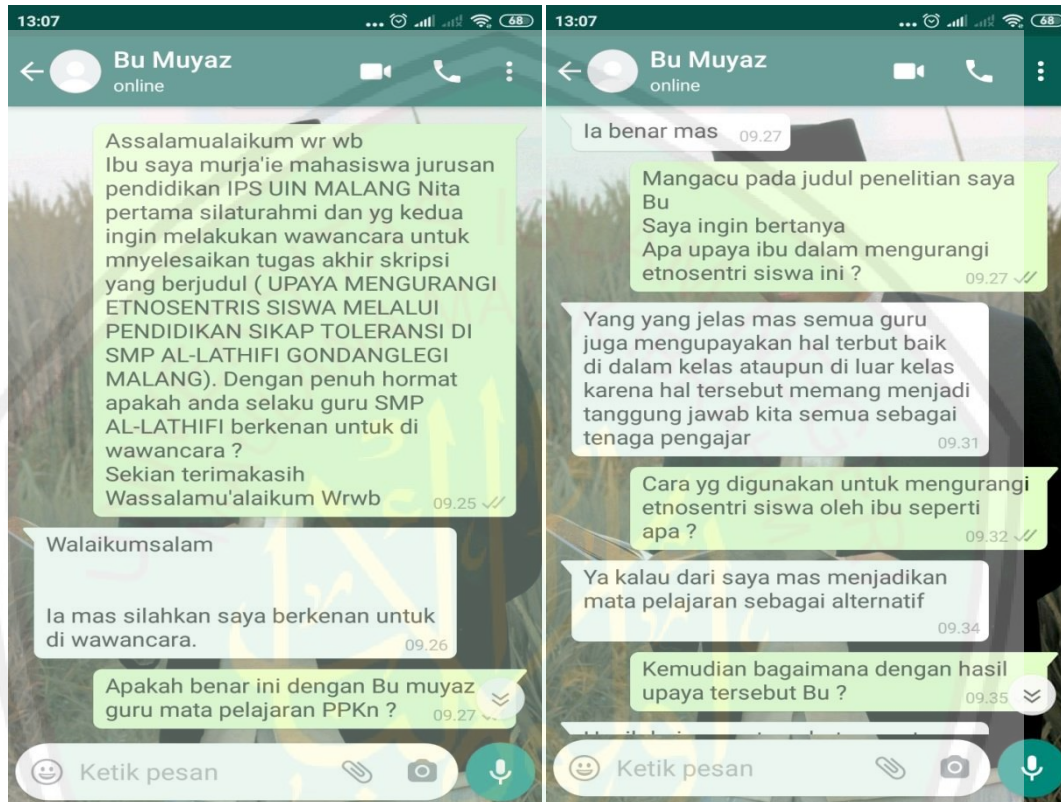 13:07
... 68
Bu Muyaz
online
Assalamualaikum wr wb
Ibu saya murja'ie mahasiswa jurusan
pendidikan IPS UIN MALANG Nita
pertama silaturahmi dan yg kedua
ingin melakukan wawancara untuk
mnyelesaikan tugas akhir skripsi
yang berjudul ( UPAYA MENGURANGI
ETNOSENTRIS SISWA MELALUI
PENDIDIKAN SIKAP TOLERANSI DI
SMP AL-LATHIFI GONDANGLEGI
MALANG). Dengan penuh hormat
apakah anda selaku guru SMP
AL-LATHIFI berkenan untuk di
wawancara ?
Sekian terimakasih
Wassalamu'alaikum Wrwb 09.25
Walaikumsalam
Ia mas silahkan saya berkenan untuk
di wawancara. 09.26
Apakah benar ini dengan Bu muyaz
guru mata pelajaran PPKn ? 09.27
Ketik pesan
13:07
... 68
Bu Muyaz
online
Ia benar mas 09.27
Mangacu pada judul penelitian saya
Bu
Saya ingin bertanya
Apa upaya ibu dalam mengurangi
etnosentri siswa ini ? 09.27
Yang yang jelas mas semua guru
juga mengupayakan hal terbut baik
di dalam kelas ataupun di luar kelas
karena hal tersebut memang menjadi
tanggung jawab kita semua sebagai
tenaga pengajar 09.31
Cara yg digunakan untuk mengurangi
etnosentri siswa oleh ibu seperti
apa ? 09.32
Ya kalau dari saya mas menjadikan
mata pelajaran sebagai alternatif
09.34
Kemudian bagaimana dengan hasil
upaya tersebut Bu ? 09.35
Ketik pesan